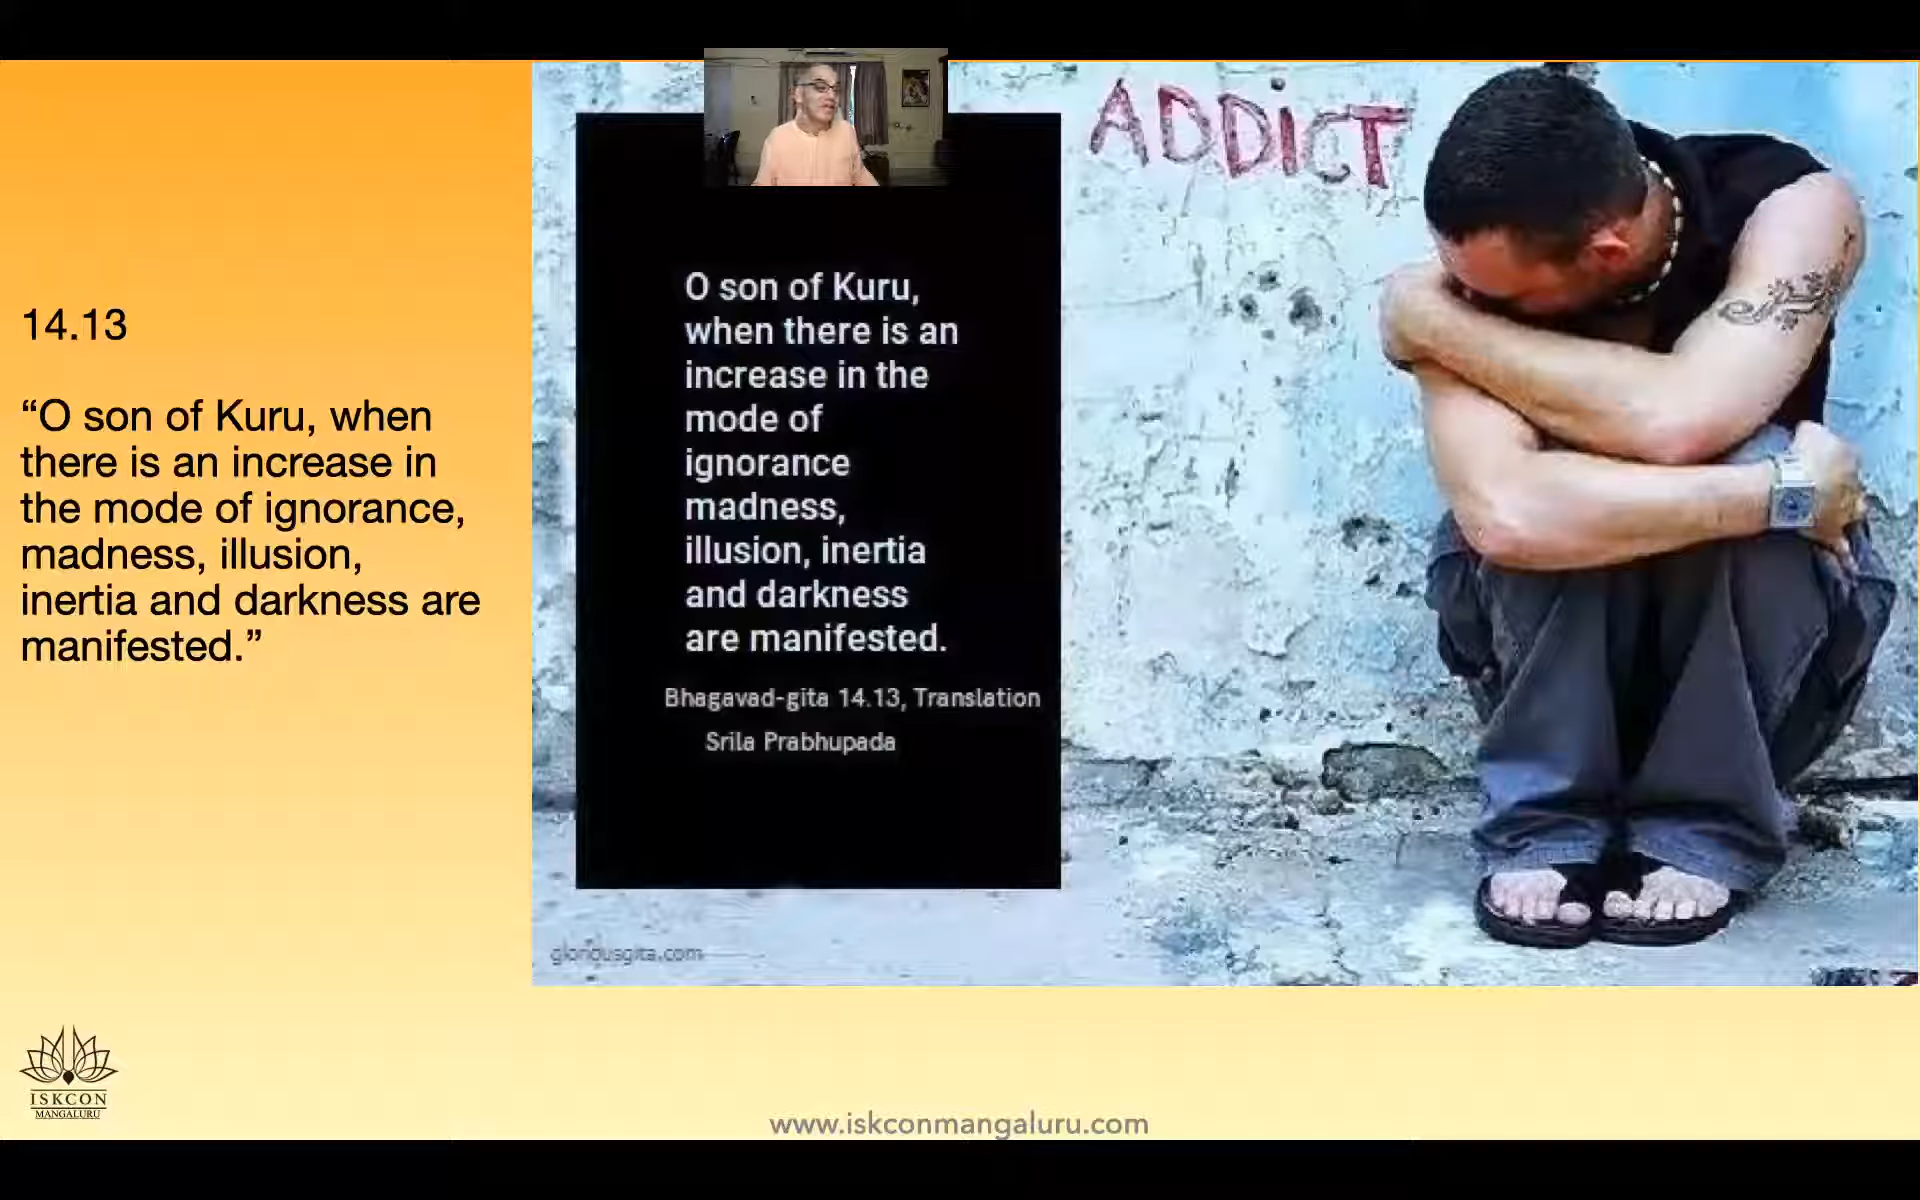 14.13
“O son of Kuru, when
there is an increase in
the mode of ignorance,
madness, illusion,
inertia and darkness are
manifested.”
ADDiCT
O son of Kuru,
when there is an
increase in the
mode of
ignorance
madness,
illusion, inertia
and darkness
are manifested.
Bhagavad-gita 14.13, Translation
Srila Prabhupada
gloriousgita.com
ISKCON
MANGALURU
www.iskconmangaluru.com